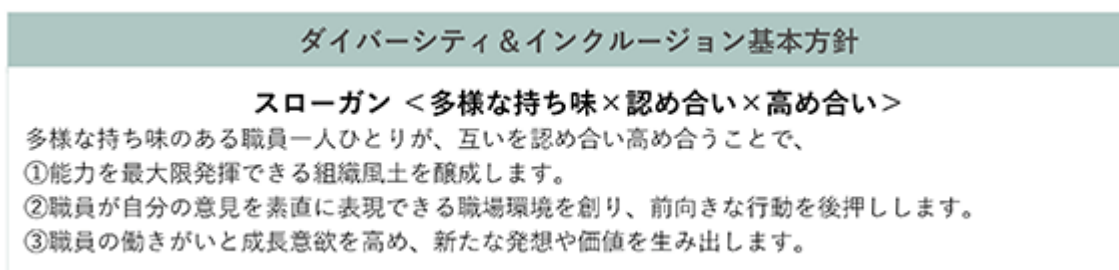 ダイバーシティ＆インクルージョン基本方針
スローガン ＜多様な持ち味×認め合い×高め合い＞
多様な持ち味のある職員一人ひとりが、互いを認め合い高め合うことで、
①能力を最大限発揮できる組織風土を醸成します。
②職員が自分の意見を素直に表現できる職場環境を創り、前向きな行動を後押しします。
③職員の働きがいと成長意欲を高め、新たな発想や価値を生み出します。